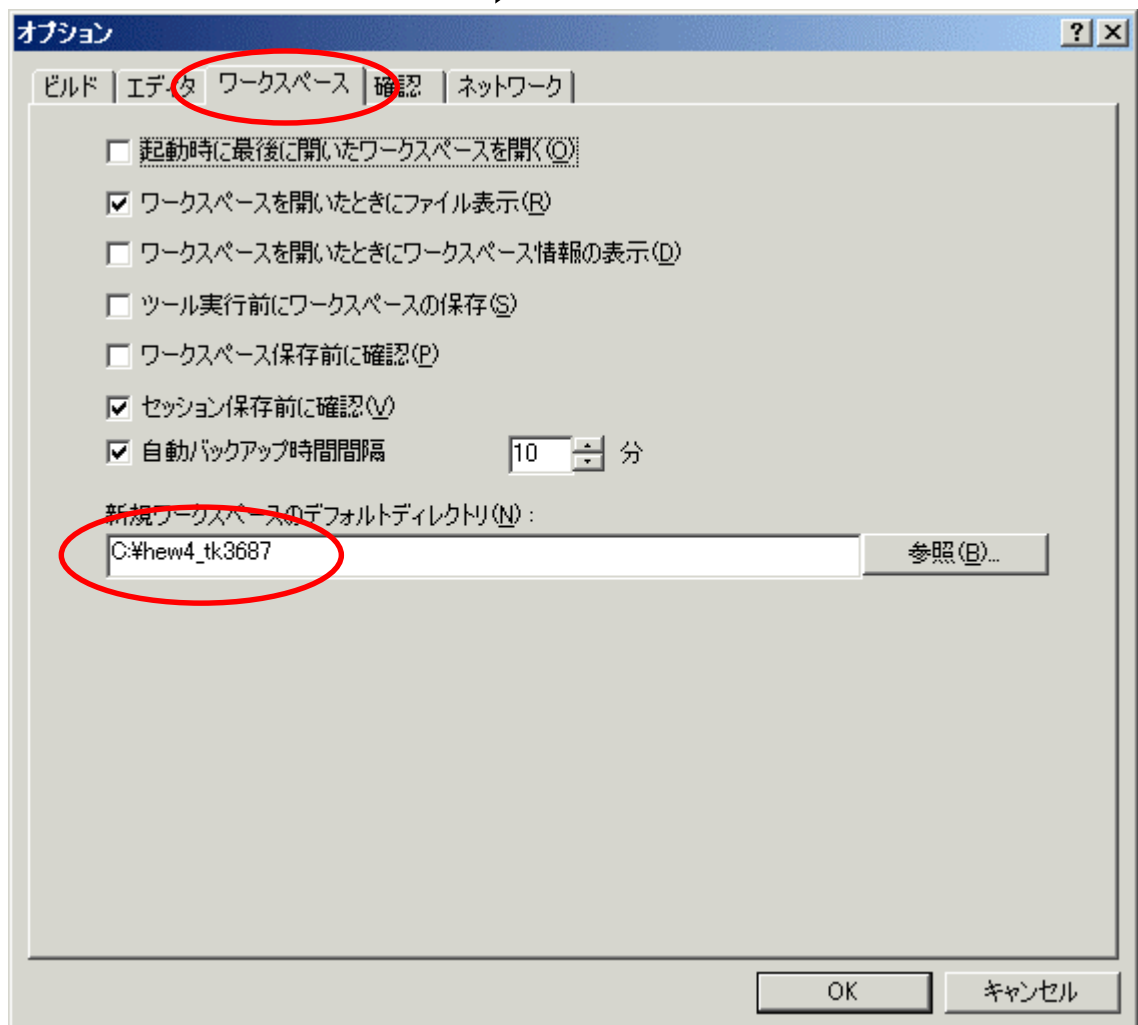 オプション
ビルド エディタ ワークスペース 確認 ネットワーク
起動時に最後に開いたワークスペースを開く(O)
ワークスペースを開いたときにファイル表示(R)
ワークスペースを開いたときにワークスペース情報の表示(D)
ツール実行前にワークスペースの保存(S)
ワークスペース保存前に確認(P)
セッション保存前に確認(V)
自動バックアップ時間間隔 10 分
新規ワークスペースのデフォルトディレクトリ(N) :
C:¥hew4_tk3687 参照(B)...
OK キャンセル